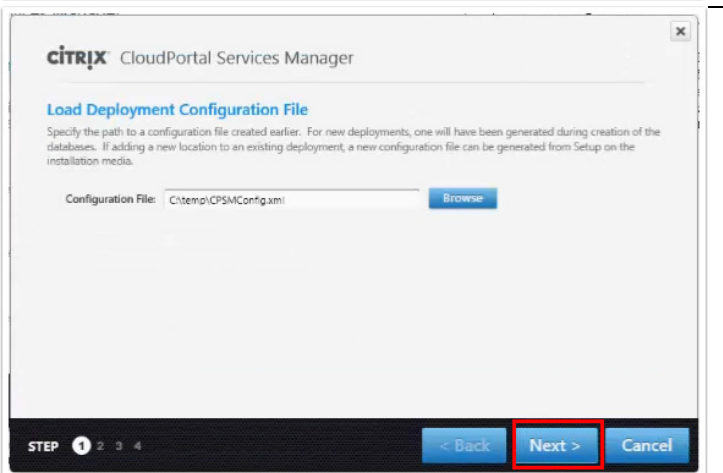 CİTRIX CloudPortal Services Manager
Load Deployment Configuration File
Specify the path to a configuration file created earlier. For new deployments, one will have been generated during creation of the
databases. If adding a new location to an existing deployment, a new configuration file can be generated from Setup on the
installation media.
Configuration File: C:\temp\CPSMConfig.xml Browse
STEP 1 2 3 4 < Back Next > Cancel